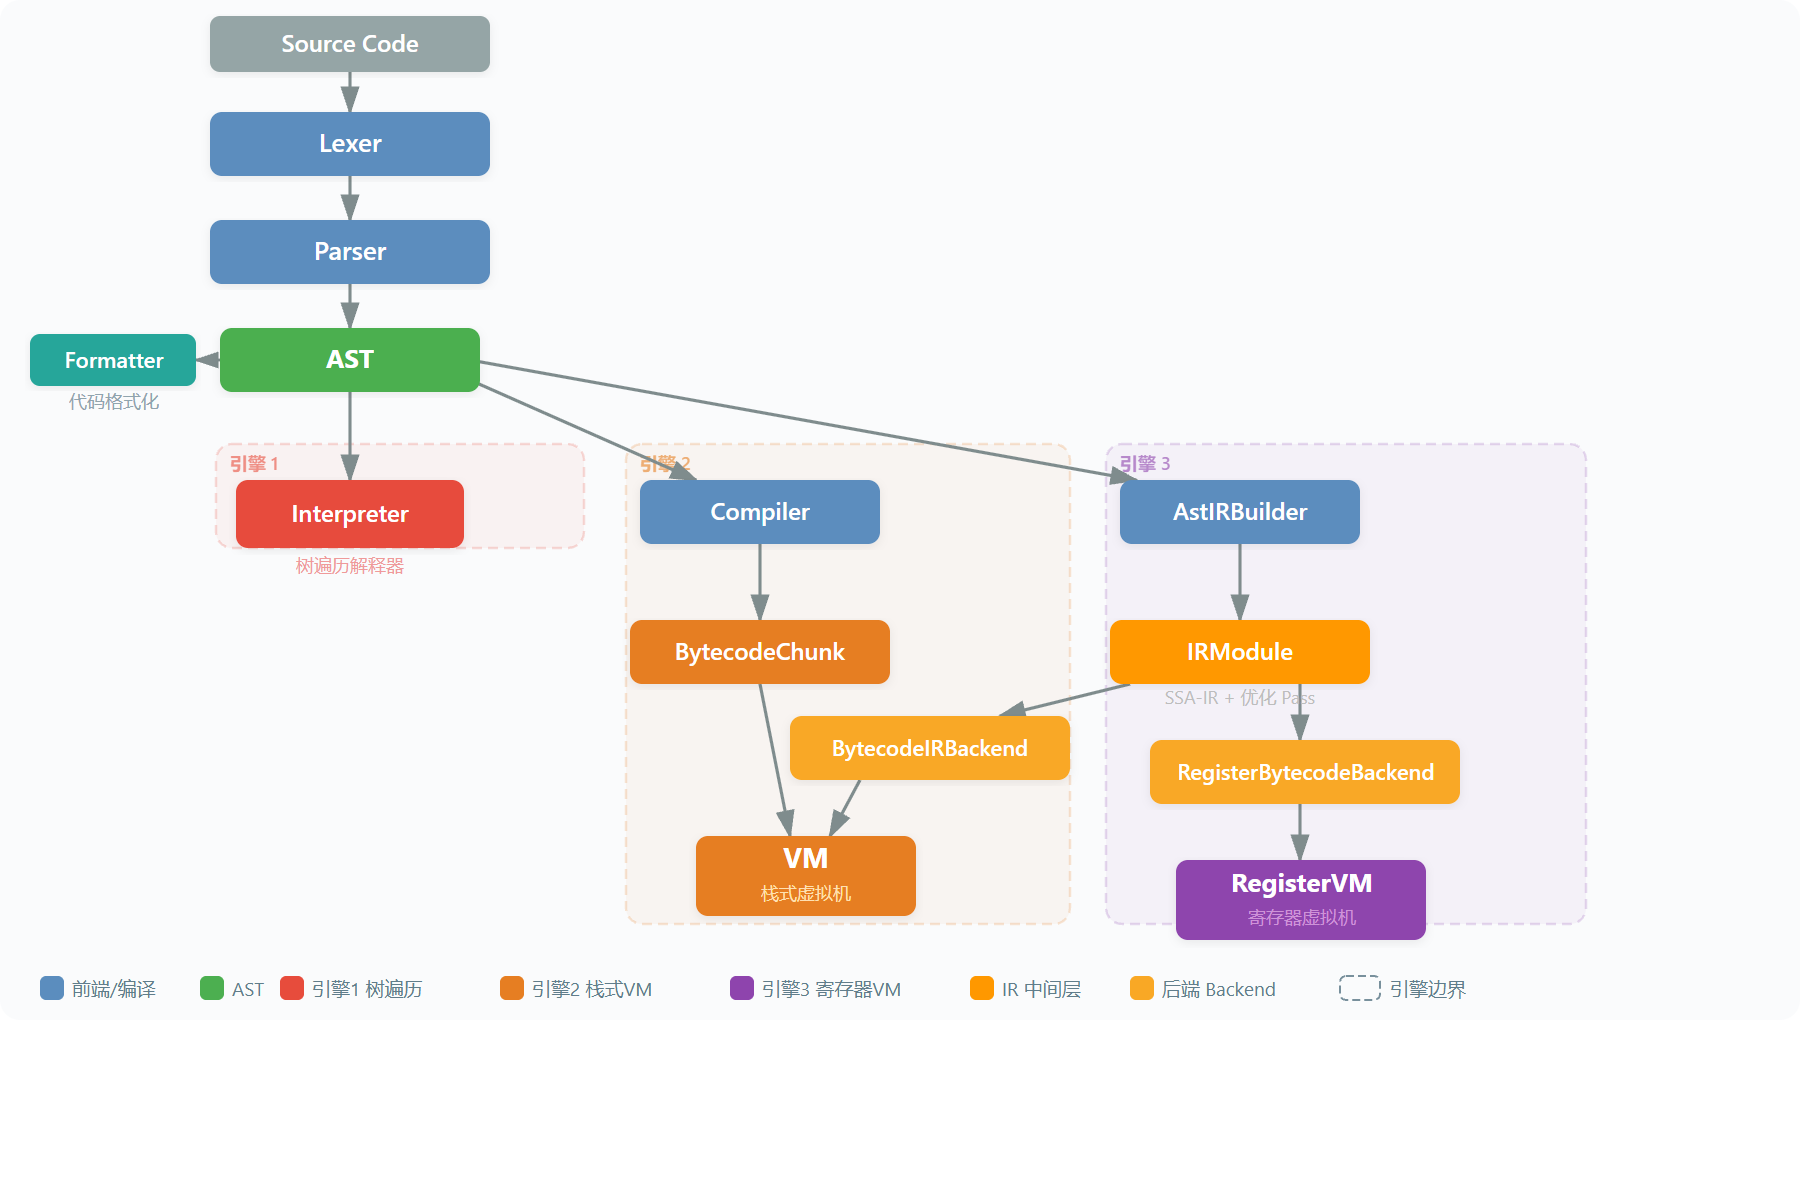 Source Code
Lexer
Parser
AST
Formatter
代码格式化
引擎 1
Interpreter
树遍历解释器
引擎 2
Compiler
BytecodeChunk
BytecodeIRBackend
VM
栈式虚拟机
引擎 3
AstIRBuilder
IRModule
SSA-IR + 优化 Pass
RegisterBytecodeBackend
RegisterVM
寄存器虚拟机
前端/编译
AST
引擎1 树遍历
引擎2 栈式VM
引擎3 寄存器VM
IR 中间层
后端 Backend
引擎边界